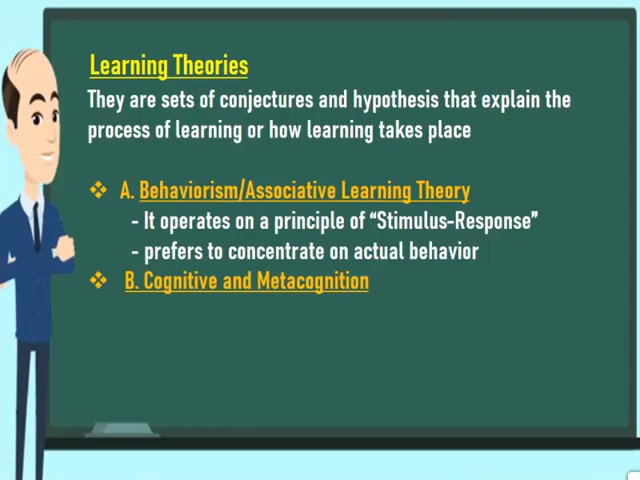 Learning Theories
They are sets of conjectures and hypothesis that explain the
process of learning or how learning takes place
❖ A. Behaviorism/Associative Learning Theory
- It operates on a principle of “Stimulus-Response”
- prefers to concentrate on actual behavior
❖ B. Cognitive and Metacognition